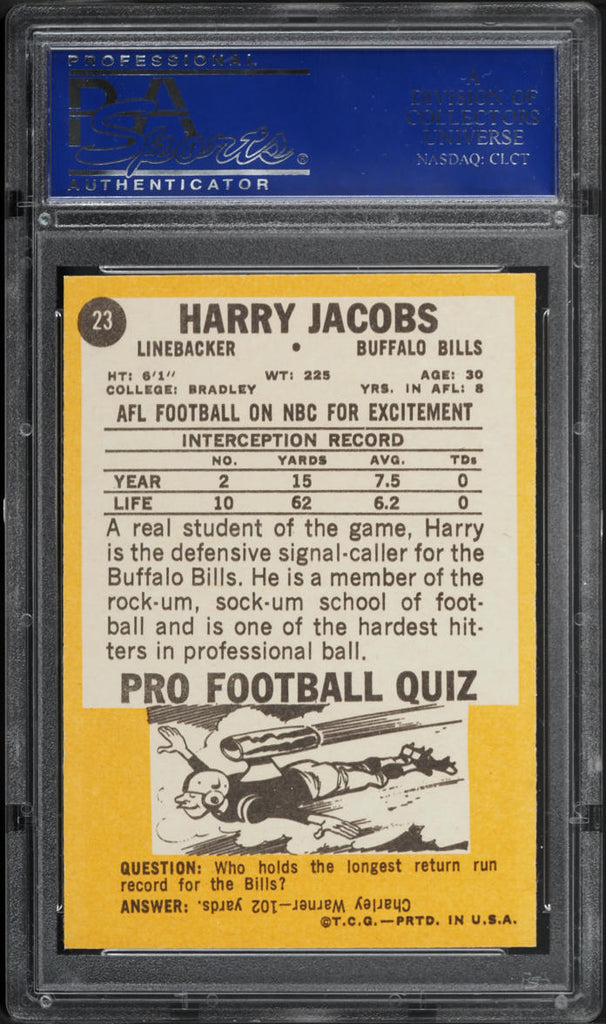 PROFESSIONAL
PSA
Sports®
AUTHENTICATOR
A
DIVISION OF
COLLECTORS
UNIVERSE
NASDAQ: CLCT
23
HARRY JACOBS
LINEBACKER • BUFFALO BILLS
HT: 6'1" WT: 225 AGE: 30
COLLEGE: BRADLEY YRS. IN AFL: 8
AFL FOOTBALL ON NBC FOR EXCITEMENT
INTERCEPTION RECORD
NO. YARDS AVG. TDs
YEAR 2 15 7.5 0
LIFE 10 62 6.2 0
A real student of the game, Harry
is the defensive signal-caller for the
Buffalo Bills. He is a member of the
rock-um, sock-um school of foot-
ball and is one of the hardest hit-
ters in professional ball.
PRO FOOTBALL QUIZ
QUESTION: Who holds the longest return run
record for the Bills?
ANSWER: Charley Warner—102 yards.
©T.C.G.—PRTD. IN U.S.A.